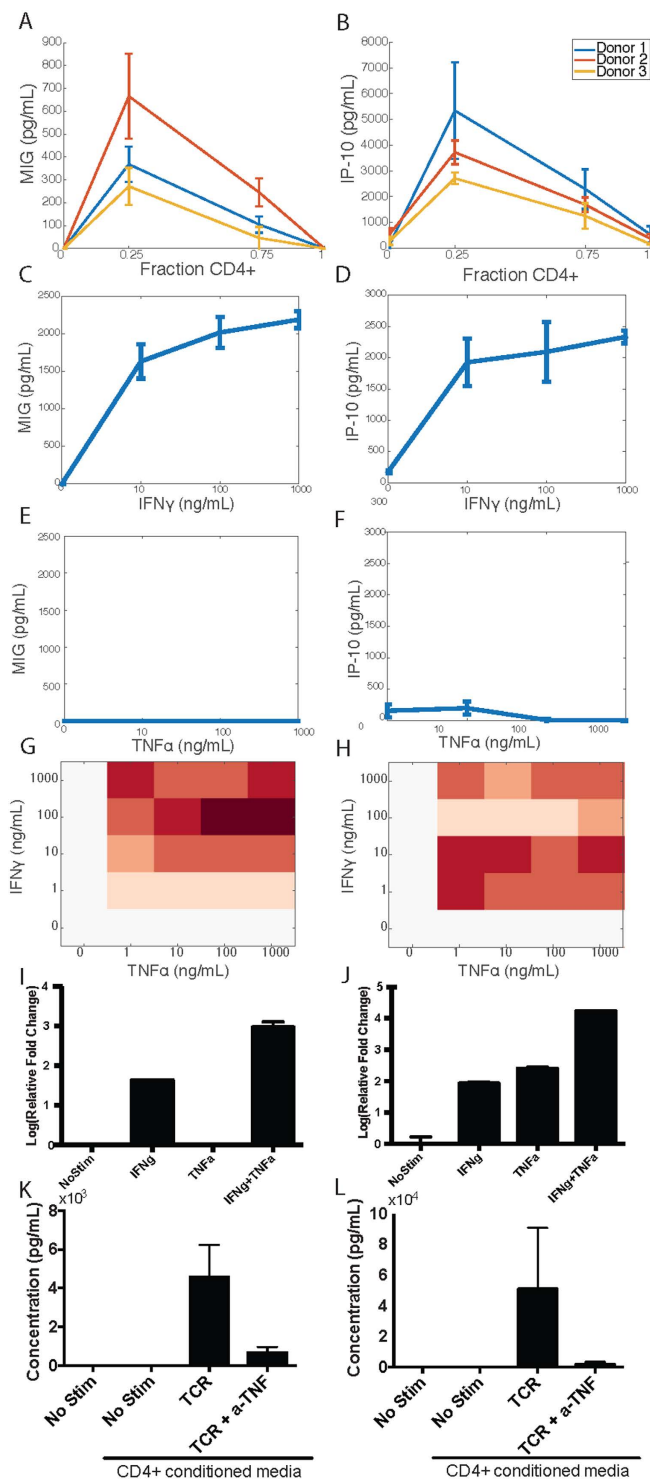 A
MIG (pg/mL)
900
800
700
600
500
400
300
200
100
0
0
0.25
0.75
1
Fraction CD4+
B
IP-10 (pg/mL)
8000
7000
6000
5000
4000
3000
2000
1000
0
0
0.25
0.75
1
Fraction CD4+
Donor 1
Donor 2
Donor 3
C
MIG (pg/mL)
2500
2000
1500
1000
500
0
0
10
100
1000
IFNγ (ng/mL)
D
IP-10 (pg/mL)
3000
2500
2000
1500
1000
500
0
0
10
100
1000
300
IFNγ (ng/mL)
E
MIG (pg/mL)
2500
2000
1500
1000
500
0
0
10
100
1000
TNFα (ng/mL)
F
IP-10 (pg/mL)
3000
2500
2000
1500
1000
500
0
0
10
100
1000
TNFα (ng/mL)
G
IFNγ (ng/mL)
1000
100
10
1
0
0
1
10
100
1000
TNFα (ng/mL)
H
IFNγ (ng/mL)
1000
100
10
1
0
0
1
10
100
1000
TNFα (ng/mL)
I
Log(Relative Fold Change)
4
3
2
1
0
NoStim
IFNg
TNFa
IFNg+TNFa
J
Log(Relative Fold Change)
5
4
5
2
1
0
NoStim
IFNg
TNFa
IFNg+TNFa
K
x10³
Concentration (pg/mL)
8
6
4
2
0
No Stim
No Stim
TCR
TCR + a-TNF
CD4+ conditioned media
L
x10⁴
Concentration (pg/mL)
10
8
6
4
2
0
No Stim
No Stim
TCR
TCR + a-TNF
CD4+ conditioned media